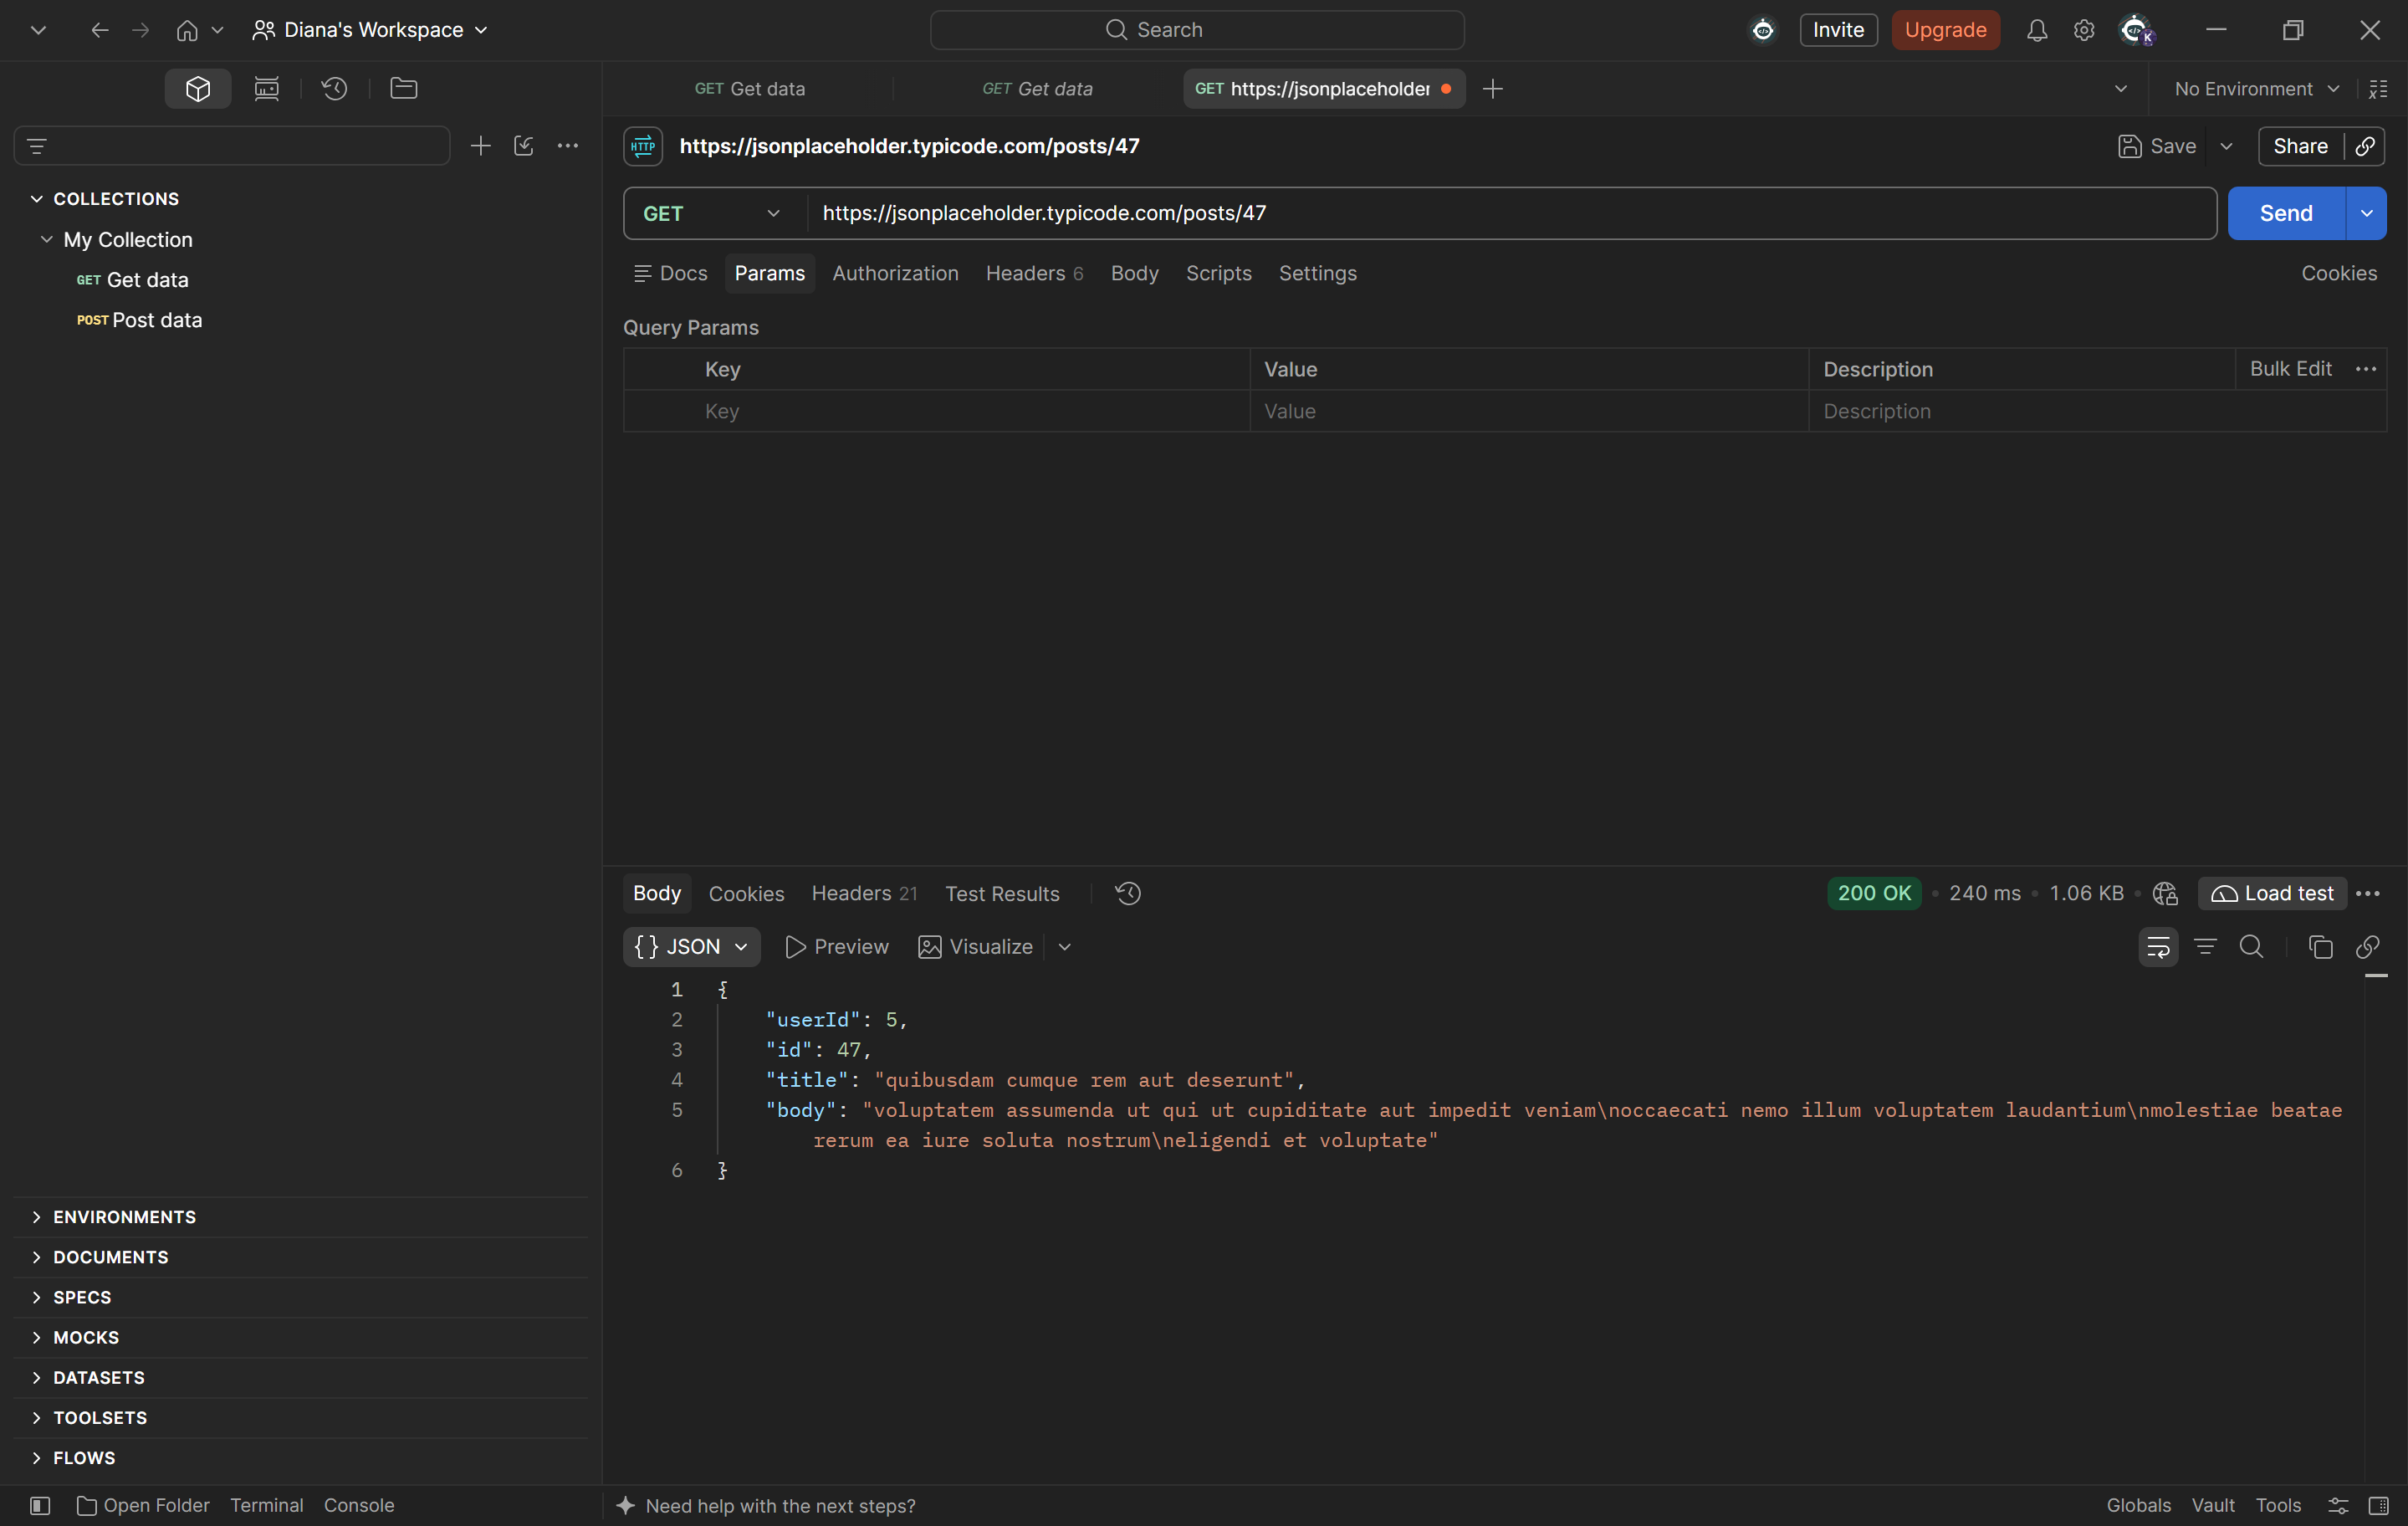 Diana's Workspace
Search
Invite
Upgrade
K
GET Get data
GET Get data
GET https://jsonplaceholder
No Environment
HTTP
https://jsonplaceholder.typicode.com/posts/47
Save
Share
COLLECTIONS
My Collection
GET Get data
POST Post data
GET
https://jsonplaceholder.typicode.com/posts/47
Send
Docs
Params
Authorization
Headers 6
Body
Scripts
Settings
Cookies
Query Params
Key Value Description Bulk Edit
Key Value Description
Body
Cookies
Headers 21
Test Results
200 OK
240 ms
1.06 KB
Load test
{ } JSON
Preview
Visualize
1 {
2 "userId": 5,
3 "id": 47,
4 "title": "quibusdam cumque rem aut deserunt",
5 "body": "voluptatem assumenda ut qui ut cupiditate aut impedit veniam\noccaecati nemo illum voluptatem laudantium\nmolestiae beatae
rerum ea iure soluta nostrum\neligendi et voluptate"
6 }
ENVIRONMENTS
DOCUMENTS
SPECS
MOCKS
DATASETS
TOOLSETS
FLOWS
Open Folder
Terminal
Console
Need help with the next steps?
Globals
Vault
Tools